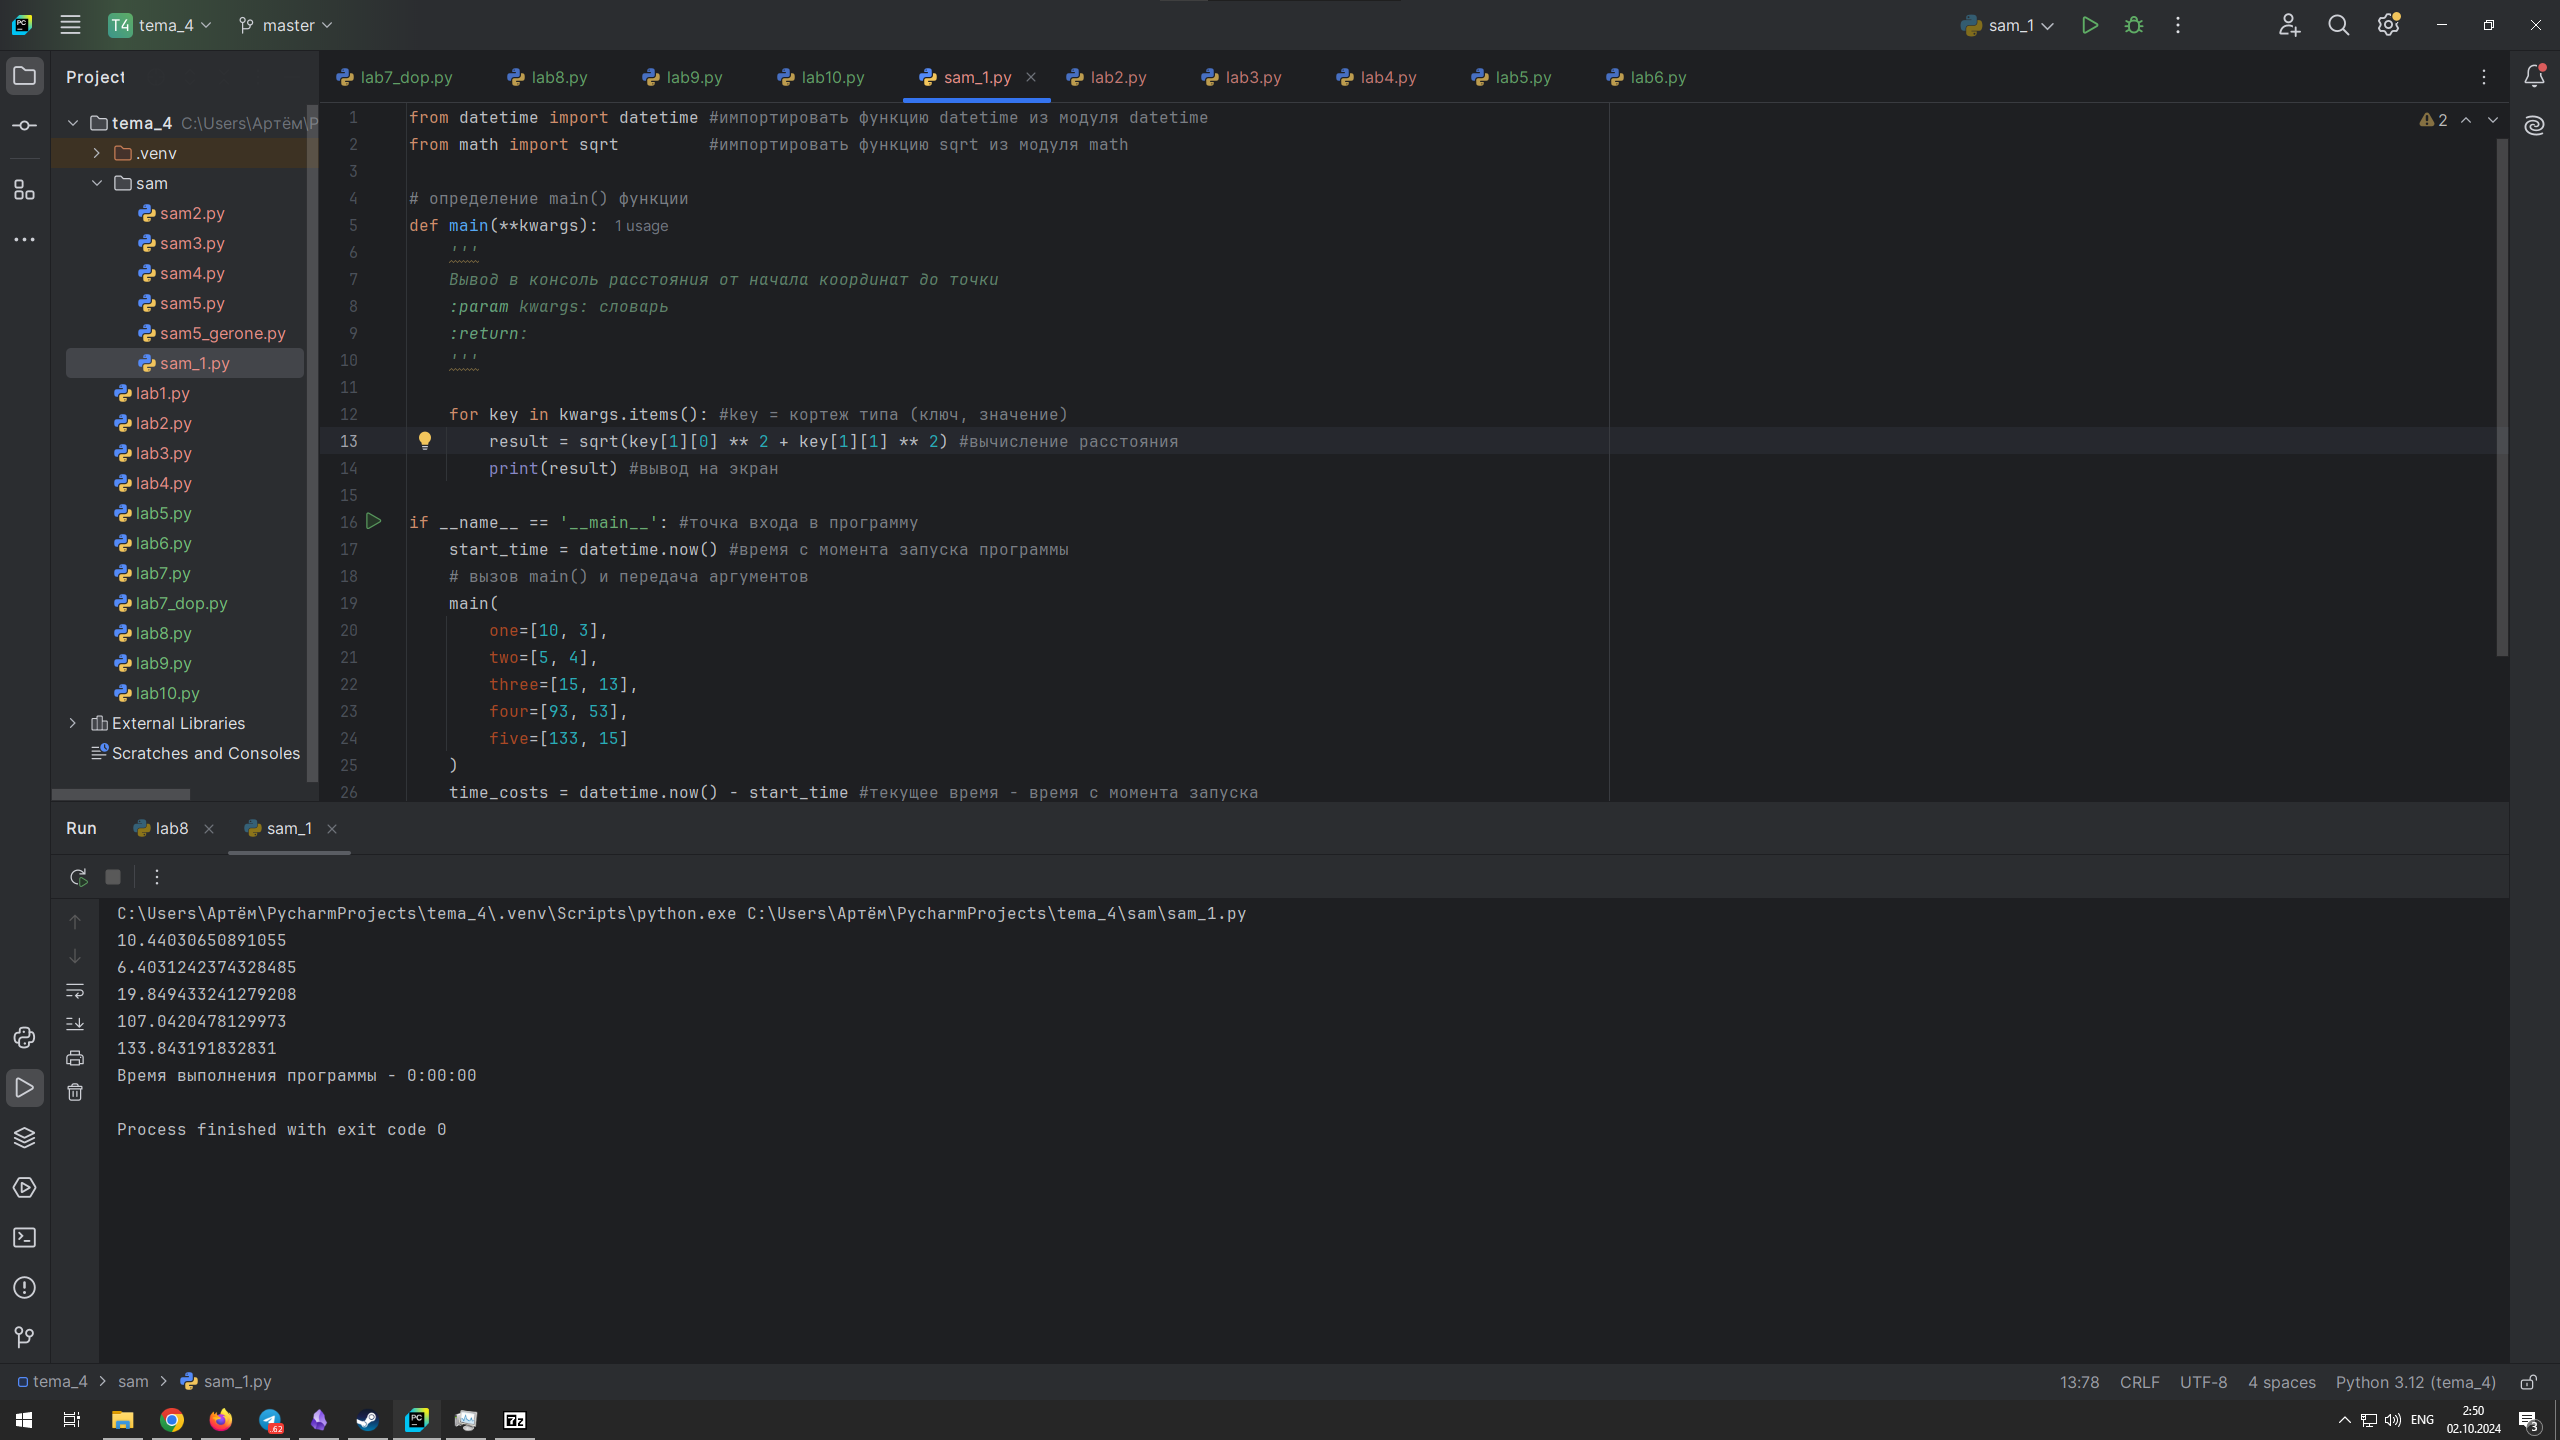 T4 tema_4 master sam_1
Project
lab7_dop.py lab8.py lab9.py lab10.py sam_1.py lab2.py lab3.py lab4.py lab5.py lab6.py
tema_4 C:\Users\Артём\P
.venv
sam
sam2.py
sam3.py
sam4.py
sam5.py
sam5_gerone.py
sam_1.py
lab1.py
lab2.py
lab3.py
lab4.py
lab5.py
lab6.py
lab7.py
lab7_dop.py
lab8.py
lab9.py
lab10.py
External Libraries
Scratches and Consoles
2
1 from datetime import datetime #импортировать функцию datetime из модуля datetime
2 from math import sqrt         #импортировать функцию sqrt из модуля math
3
4 # определение main() функции
5 def main(**kwargs): 1 usage
6     '''
7     Вывод в консоль расстояния от начала координат до точки
8     :param kwargs: словарь
9     :return:
10     '''
11
12     for key in kwargs.items(): #key = кортеж типа (ключ, значение)
13         result = sqrt(key[1][0] ** 2 + key[1][1] ** 2) #вычисление расстояния
14         print(result) #вывод на экран
15
16 if __name__ == '__main__': #точка входа в программу
17     start_time = datetime.now() #время с момента запуска программы
18     # вызов main() и передача аргументов
19     main(
20         one=[10, 3],
21         two=[5, 4],
22         three=[15, 13],
23         four=[93, 53],
24         five=[133, 15]
25     )
26     time_costs = datetime.now() - start_time #текущее время - время с момента запуска
Run lab8 sam_1
C:\Users\Артём\PycharmProjects\tema_4\.venv\Scripts\python.exe C:\Users\Артём\PycharmProjects\tema_4\sam\sam_1.py
10.44030650891055
6.4031242374328485
19.849433241279208
107.0420478129973
133.843191832831
Время выполнения программы - 0:00:00
Process finished with exit code 0
tema_4 > sam > sam_1.py
13:78 CRLF UTF-8 4 spaces Python 3.12 (tema_4)
PC
.62
7z
ENG
2:50
02.10.2024
3